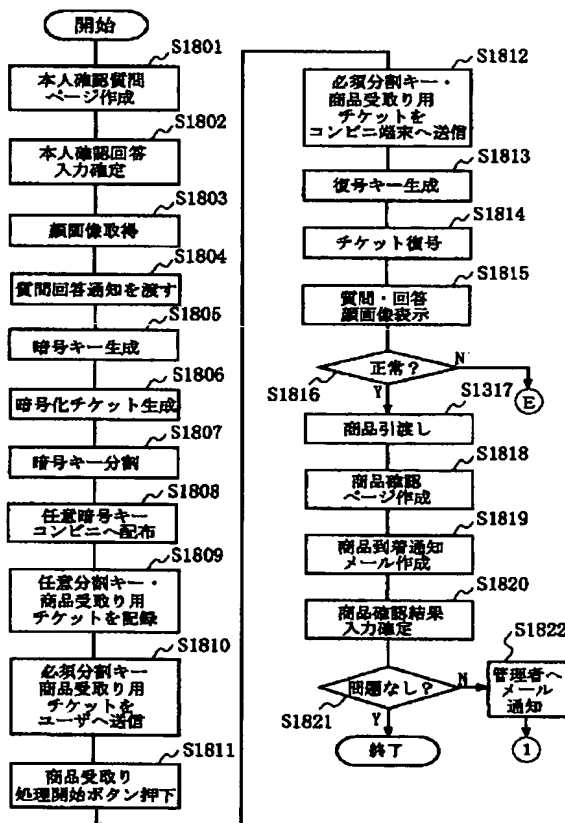 開始
S1801
本人確認質問
ページ作成
S1802
本人確認回答
入力確定
S1803
顔画像取得
S1804
質問回答通知を渡す
S1805
暗号キー生成
S1806
暗号化チケット生成
S1807
暗号キー分割
S1808
任意暗号キー
コンビニへ配布
S1809
任意分割キー・
商品受取り用
チケットを記録
S1810
必須分割キー
商品受取り用
チケットを
ユーザへ送信
S1811
商品受取り
処理開始ボタン押下
S1812
必須分割キー・
商品受取り用
チケットを
コンビニ端末へ送信
S1813
復号キー生成
S1814
チケット復号
S1815
質問・回答
顔画像表示
正常?
N
S1816
Y
E
S1317
商品引渡し
S1818
商品確認
ページ作成
S1819
商品到着通知
メール作成
S1820
商品確認結果
入力確定
問題なし?
N
S1821
Y
S1822
管理者へ
メール
通知
終了
1